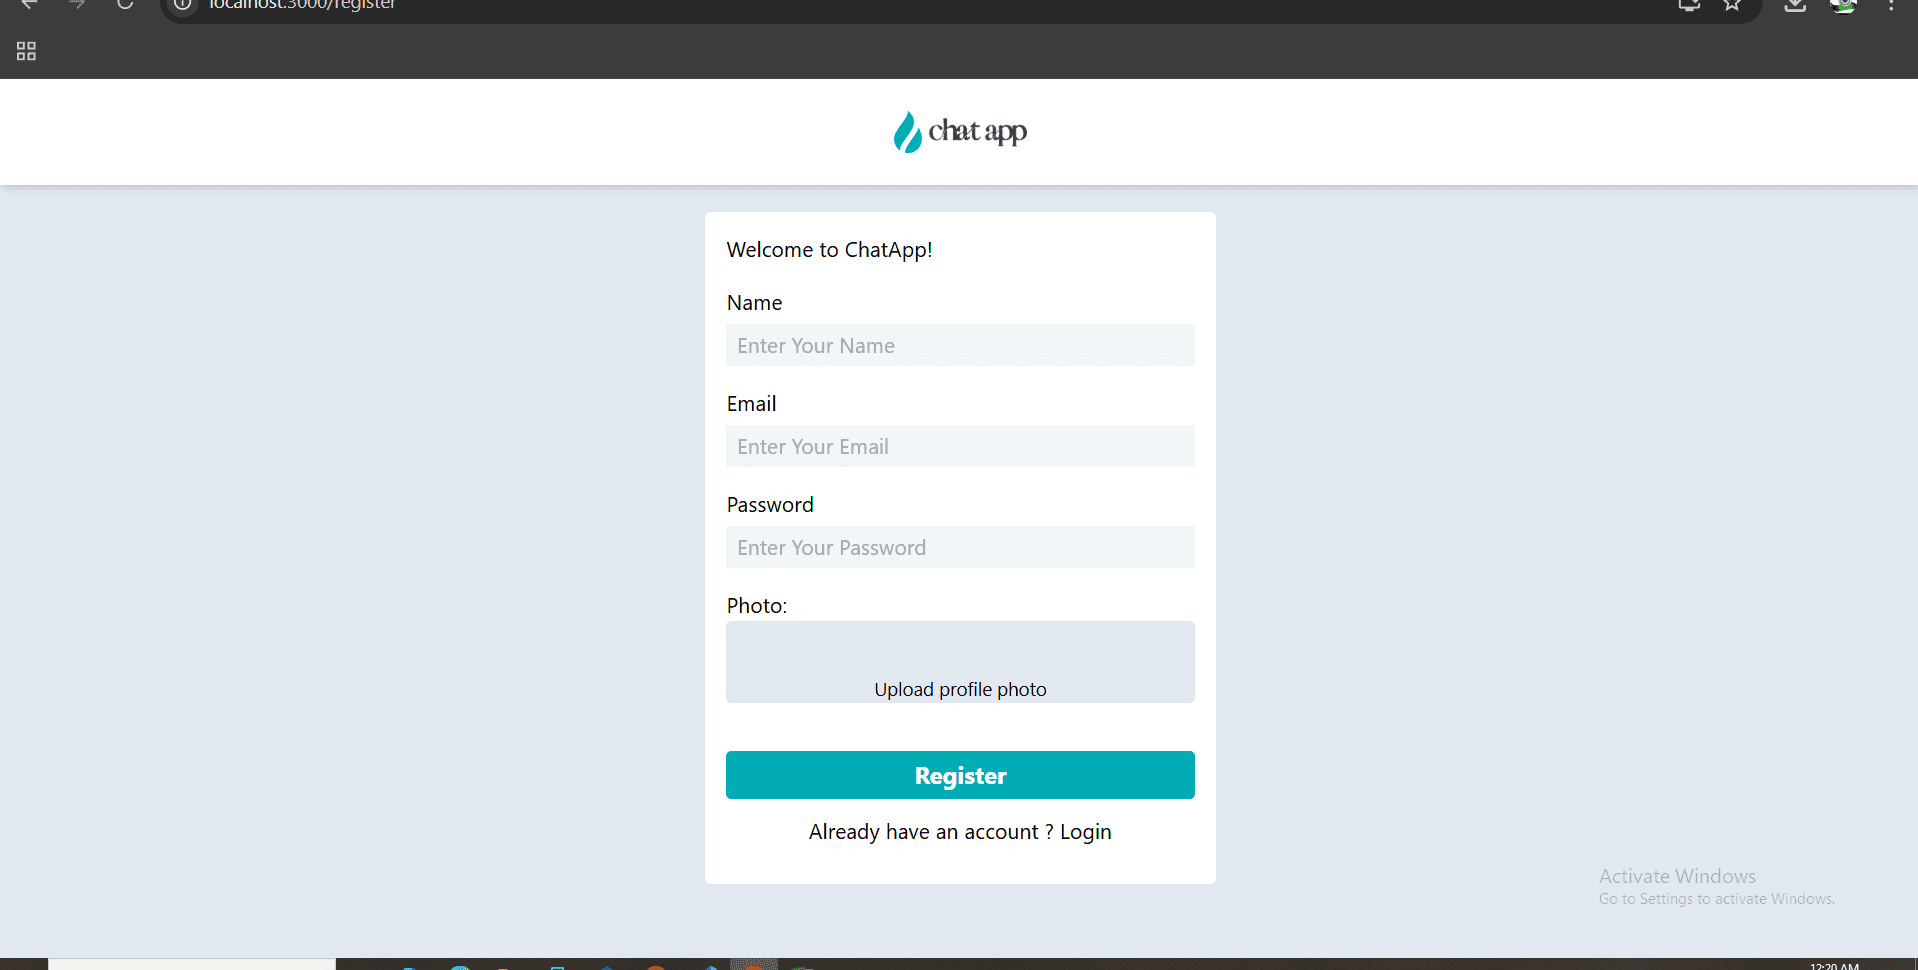 localhost:3000/register
chat app
Welcome to ChatApp!
Name
Enter Your Name
Email
Enter Your Email
Password
Enter Your Password
Photo:
Upload profile photo
Register
Already have an account ? Login
Activate Windows
Go to Settings to activate Windows.
12:20 AM